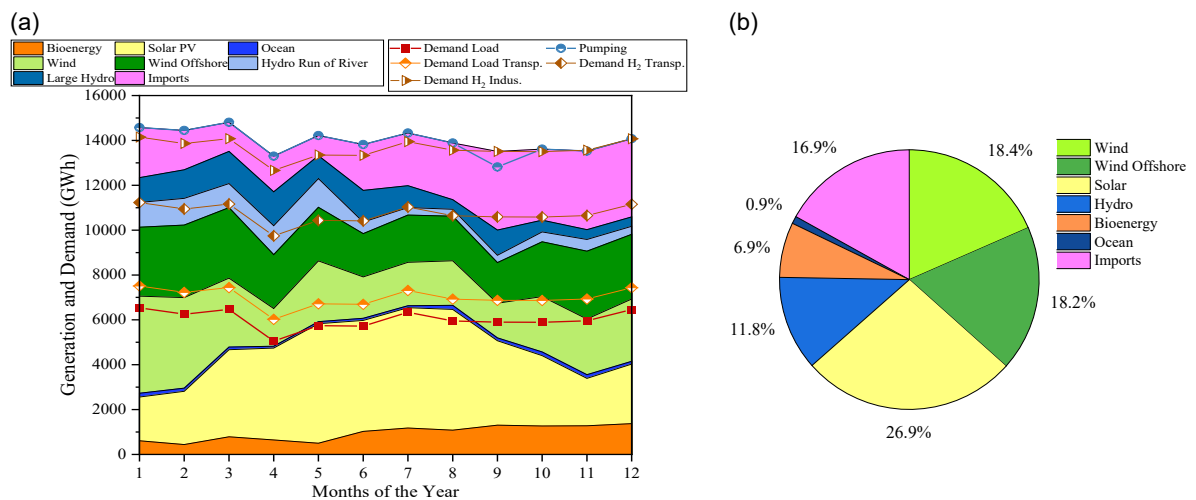 (a)
Bioenergy Solar PV Ocean
Wind Wind Offshore Hydro Run of River
Large Hydro Imports
Demand Load Pumping
Demand Load Transp. Demand H₂ Transp.
Demand H₂ Indus.
16000
14000
12000
10000
8000
6000
4000
2000
0
Generation and Demand (GWh)
1 2 3 4 5 6 7 8 9 10 11 12
Months of the Year
(b)
16.9%
18.4%
0.9%
6.9%
18.2%
11.8%
26.9%
Wind
Wind Offshore
Solar
Hydro
Bioenergy
Ocean
Imports